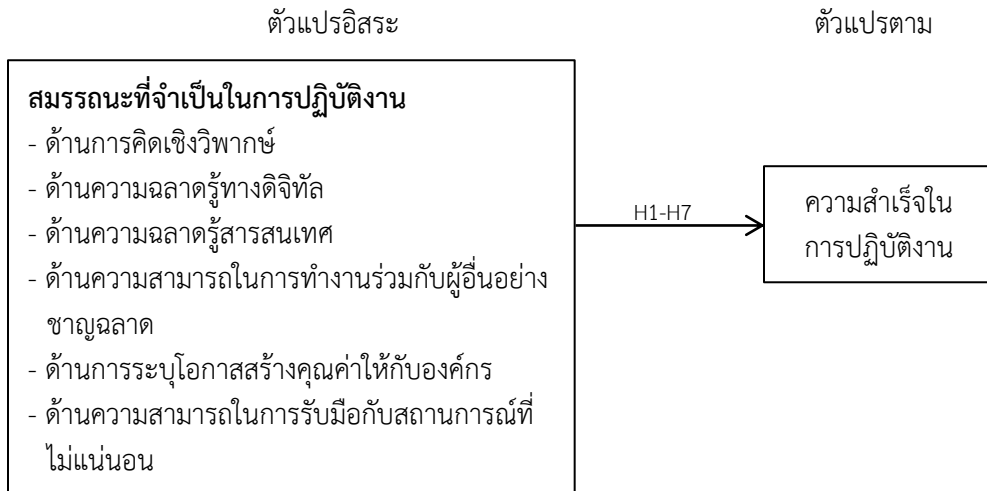 ตัวแปรอิสระ
ตัวแปรตาม
สมรรถนะที่จำเป็นในการปฏิบัติงาน
- ด้านการคิดเชิงวิพากษ์
- ด้านความฉลาดรู้ทางดิจิทัล
- ด้านความฉลาดรู้สารสนเทศ
- ด้านความสามารถในการทำงานร่วมกับผู้อื่นอย่าง
ชาญฉลาด
- ด้านการระบุโอกาสสร้างคุณค่าให้กับองค์กร
- ด้านความสามารถในการรับมือกับสถานการณ์ที่
ไม่แน่นอน
H1-H7
ความสำเร็จใน
การปฏิบัติงาน